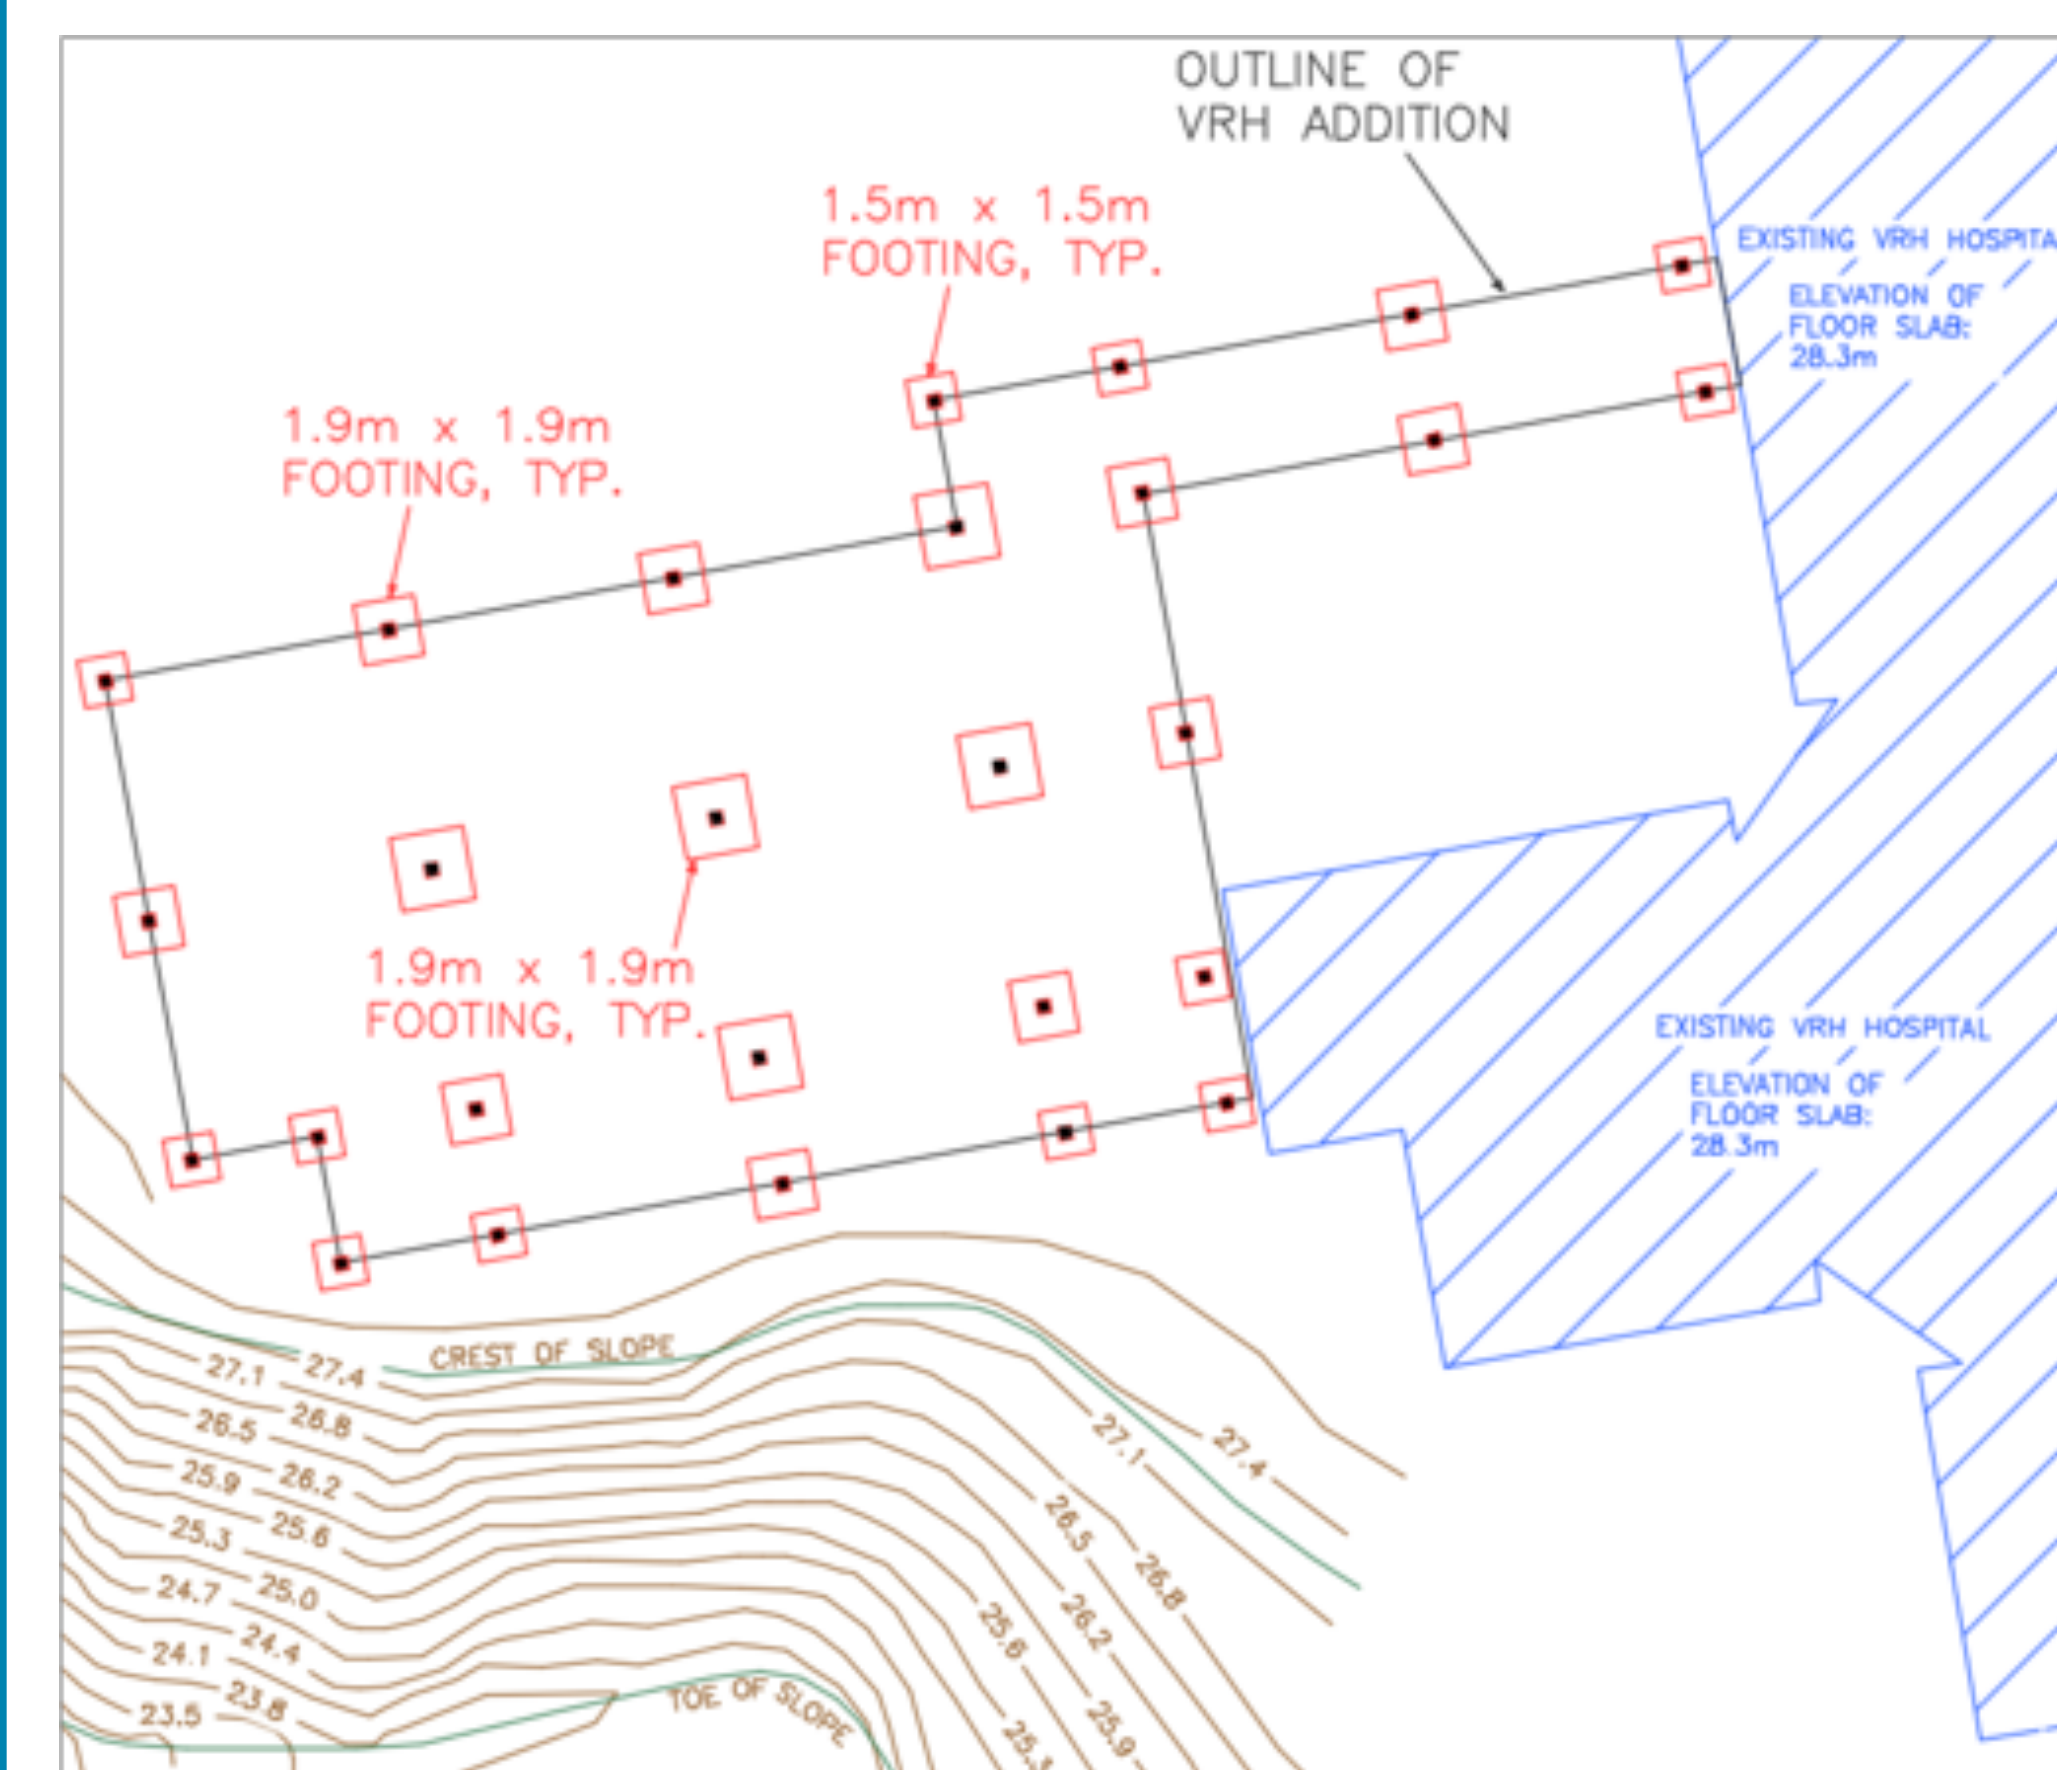 OUTLINE OF
VRH ADDITION
1.5m x 1.5m
FOOTING, TYP.
EXISTING VRH HOSPITA
ELEVATION OF
FLOOR SLAB:
28.3m
1.9m x 1.9m
FOOTING, TYP.
1.9m x 1.9m
FOOTING, TYP.
EXISTING VRH HOSPITAL
ELEVATION OF
FLOOR SLAB:
28.3m
CREST OF SLOPE
27.1
27.4
26.5
26.8
25.9
26.2
25.3
25.6
24.7
25.0
24.1
24.4
23.5
23.8
27.1
27.4
26.5
26.8
25.6
26.2
25.3
25.9
TOE OF SLOPE